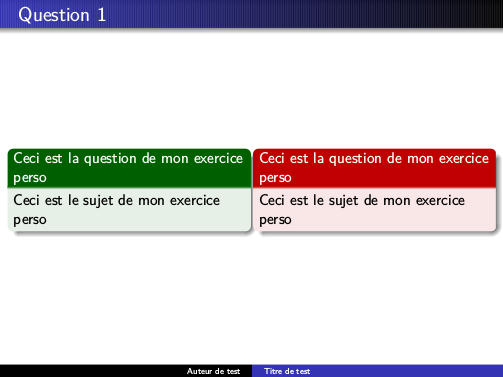 Question 1
Ceci est la question de mon exercice
perso
Ceci est le sujet de mon exercice
perso
Ceci est la question de mon exercice
perso
Ceci est le sujet de mon exercice
perso
Auteur de test
Titre de test